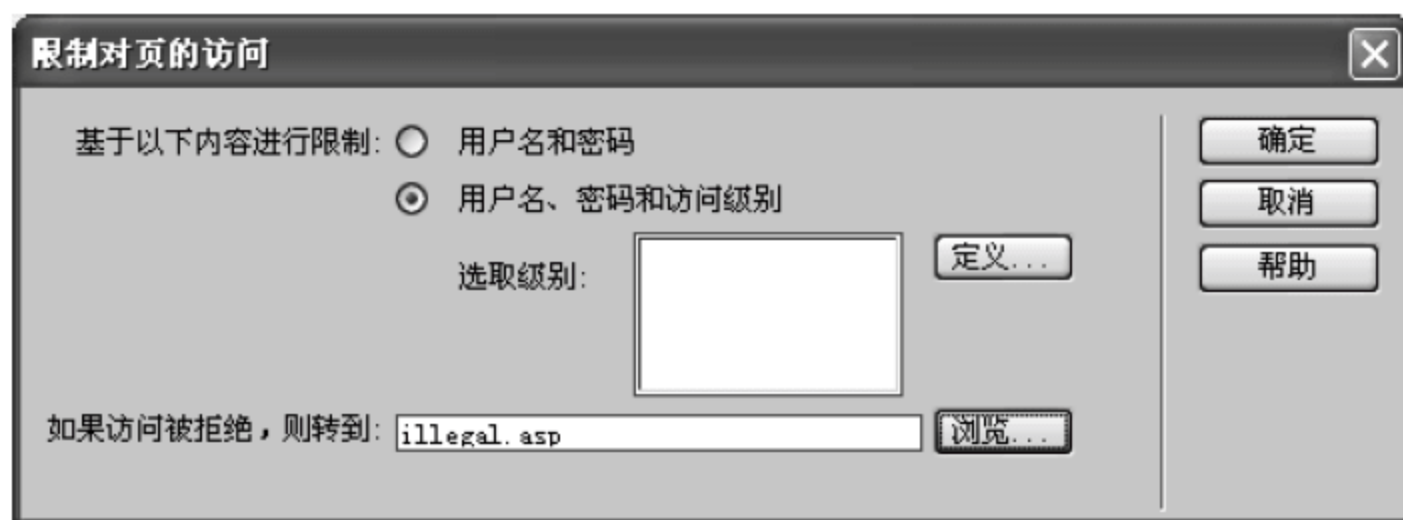 限制对页的访问
基于以下内容进行限制: 用户名和密码
用户名、密码和访问级别
选取级别:
定义...
如果访问被拒绝，则转到: illegal.asp
浏览...
确定
取消
帮助